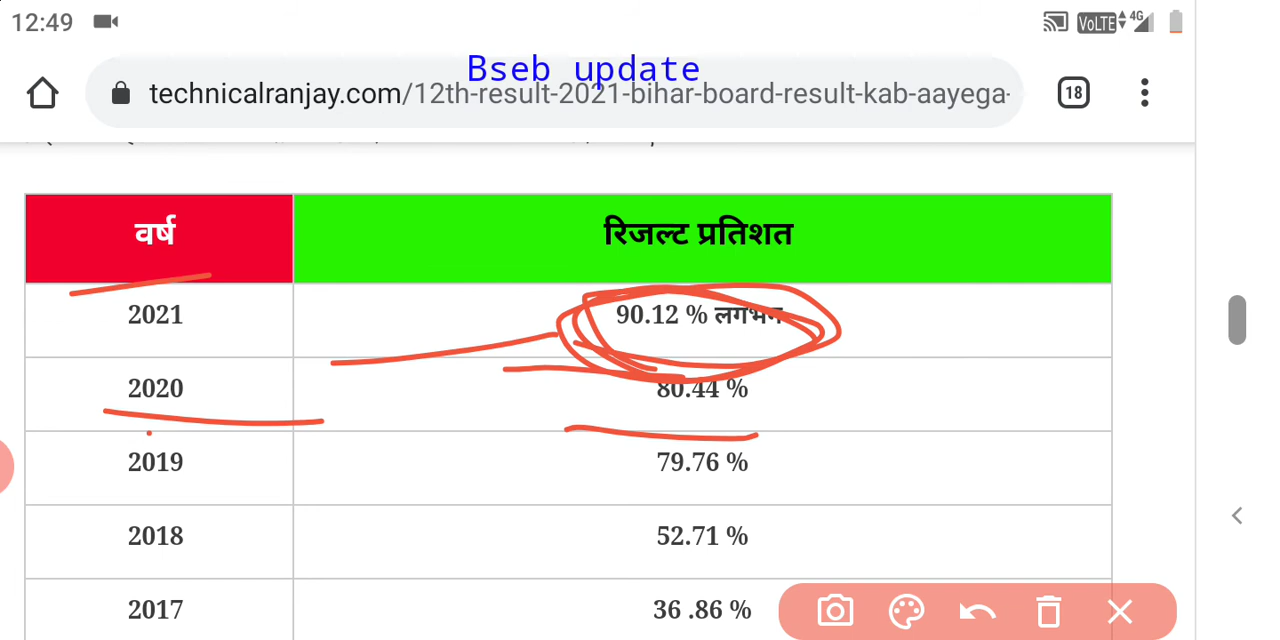 12:49
VoLTE 4G
Bseb update
technicalranjay.com/12th-result-2021-bihar-board-result-kab-aayega-
18
वर्ष रिजल्ट प्रतिशत
2021 90.12 % लगभग
2020 80.44 %
2019 79.76 %
2018 52.71 %
2017 36 .86 %